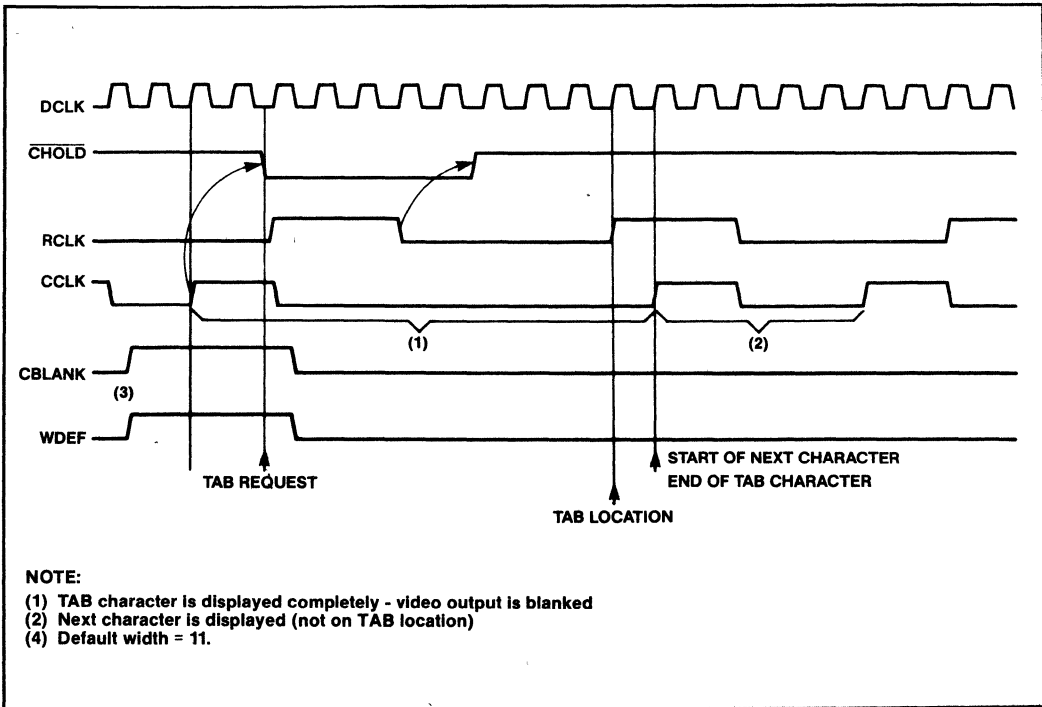 DCLK
CHOLD
RCLK
CCLK
(1)
(2)
CBLANK
(3)
WDEF
START OF NEXT CHARACTER
TAB REQUEST
END OF TAB CHARACTER
TAB LOCATION
NOTE:
(1) TAB character is displayed completely - video output is blanked
(2) Next character is displayed (not on TAB location)
(4) Default width = 11.